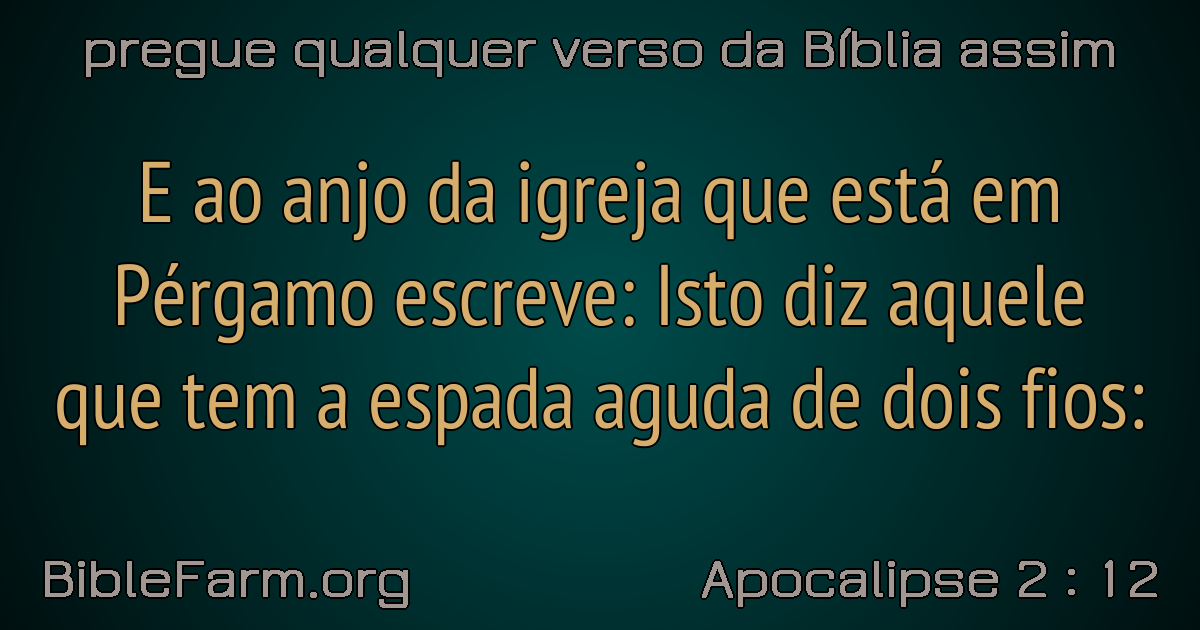 pregue qualquer verso da Bíblia assim
E ao anjo da igreja que está em
Pérgamo escreve: Isto diz aquele
que tem a espada aguda de dois fios:
BibleFarm.org
Apocalipse 2 : 12